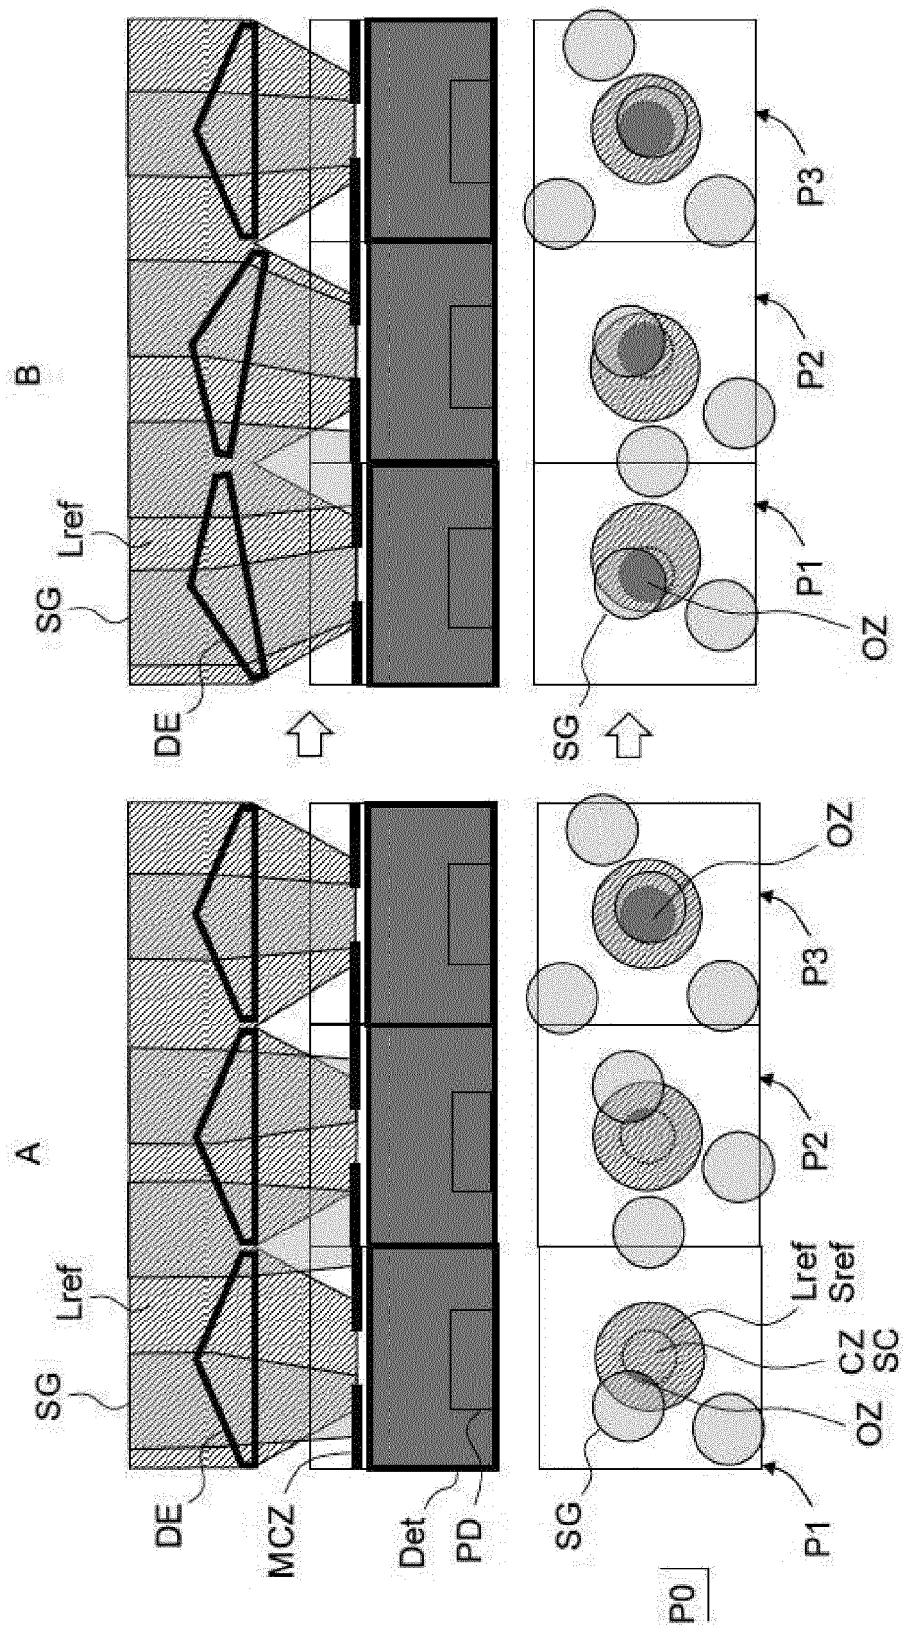 A
SG
Lref
DE
MCZ
Det
PD
SG
OZ
CZ
SC
Lref
Sref
OZ
P0
P1
P2
P3
B
SG
Lref
DE
SG
OZ
P1
P2
P3